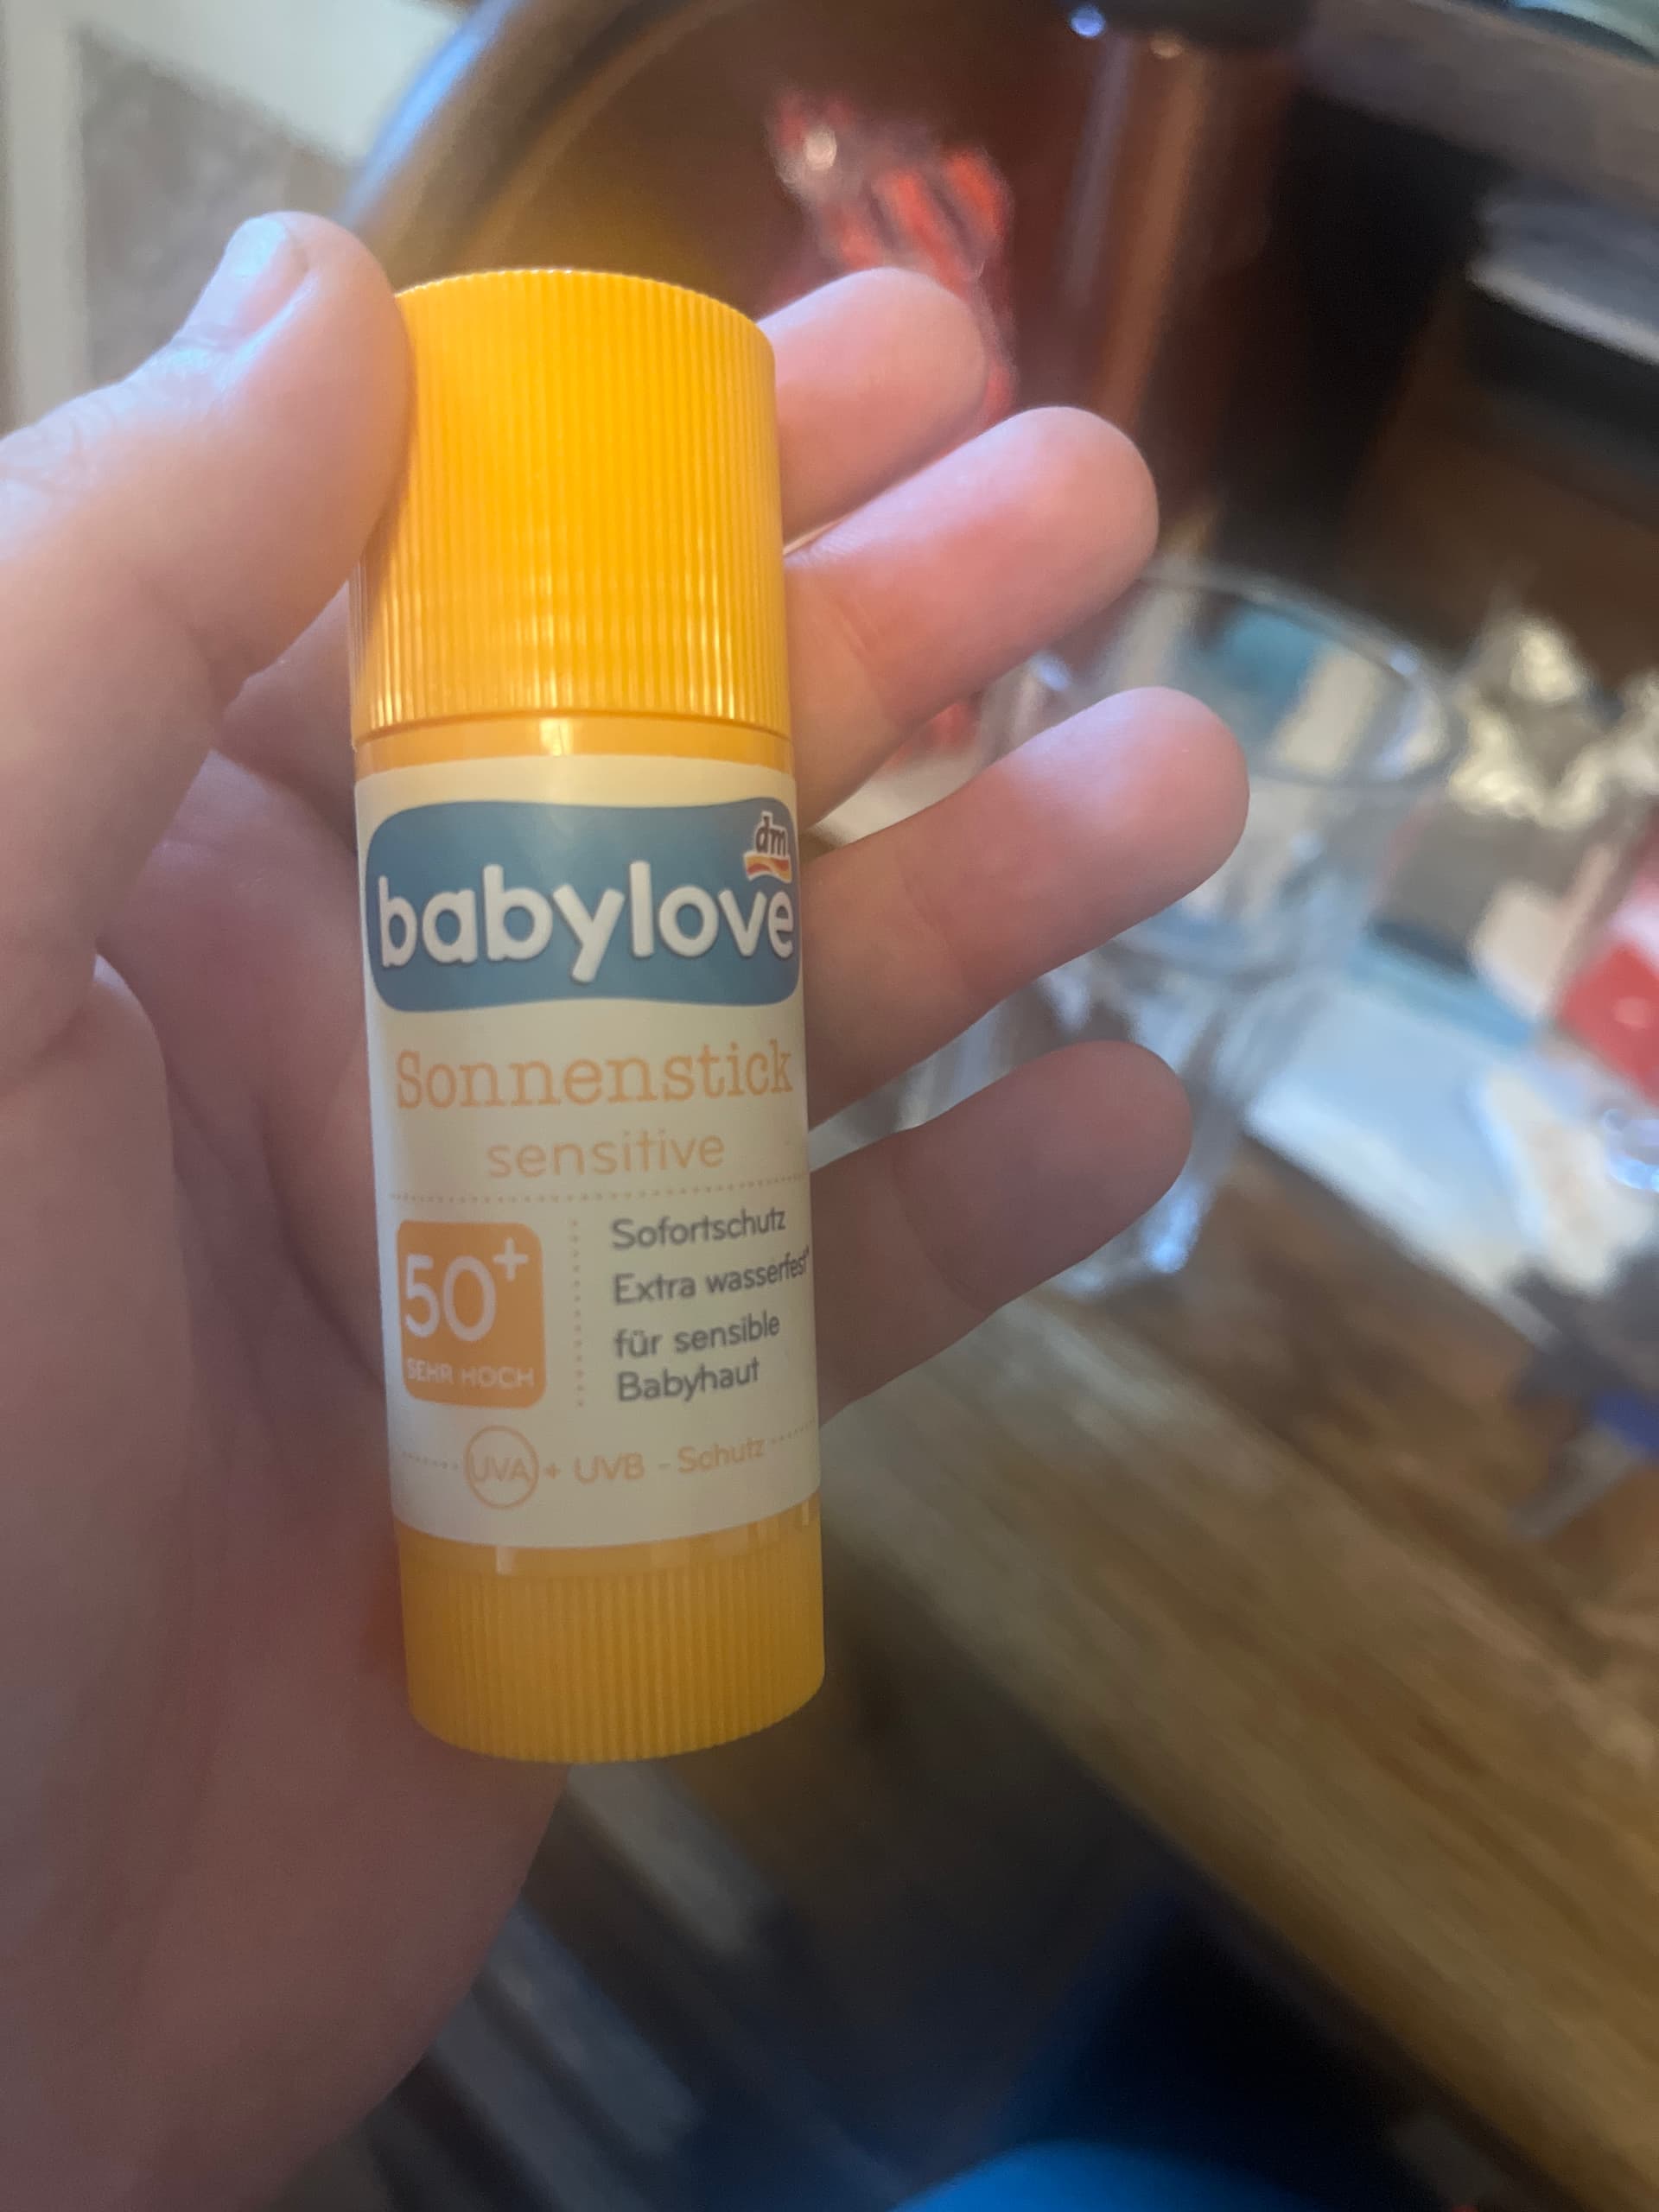 dm
babylove
Sonnenstick
sensitive
50+
SEHR HOCH
Sofortschutz
Extra wasserfest*
für sensible
Babyhaut
UVA + UVB - Schutz